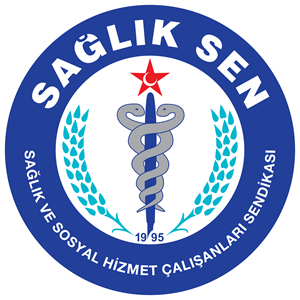 SAĞLIK SEN
1995
SAĞLIK VE SOSYAL HİZMET ÇALIŞANLARI SENDİKASI